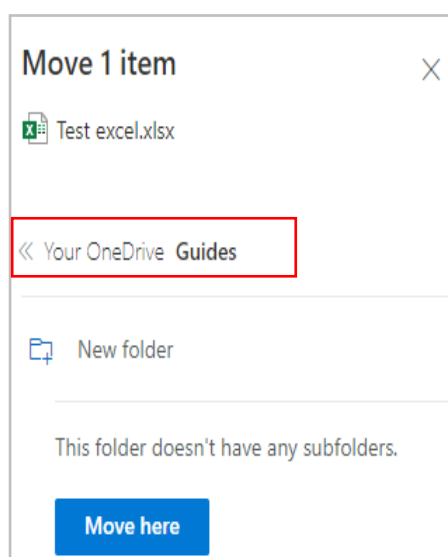 Move 1 item
Test excel.xlsx
Your OneDrive Guides
New folder
This folder doesn't have any subfolders.
Move here